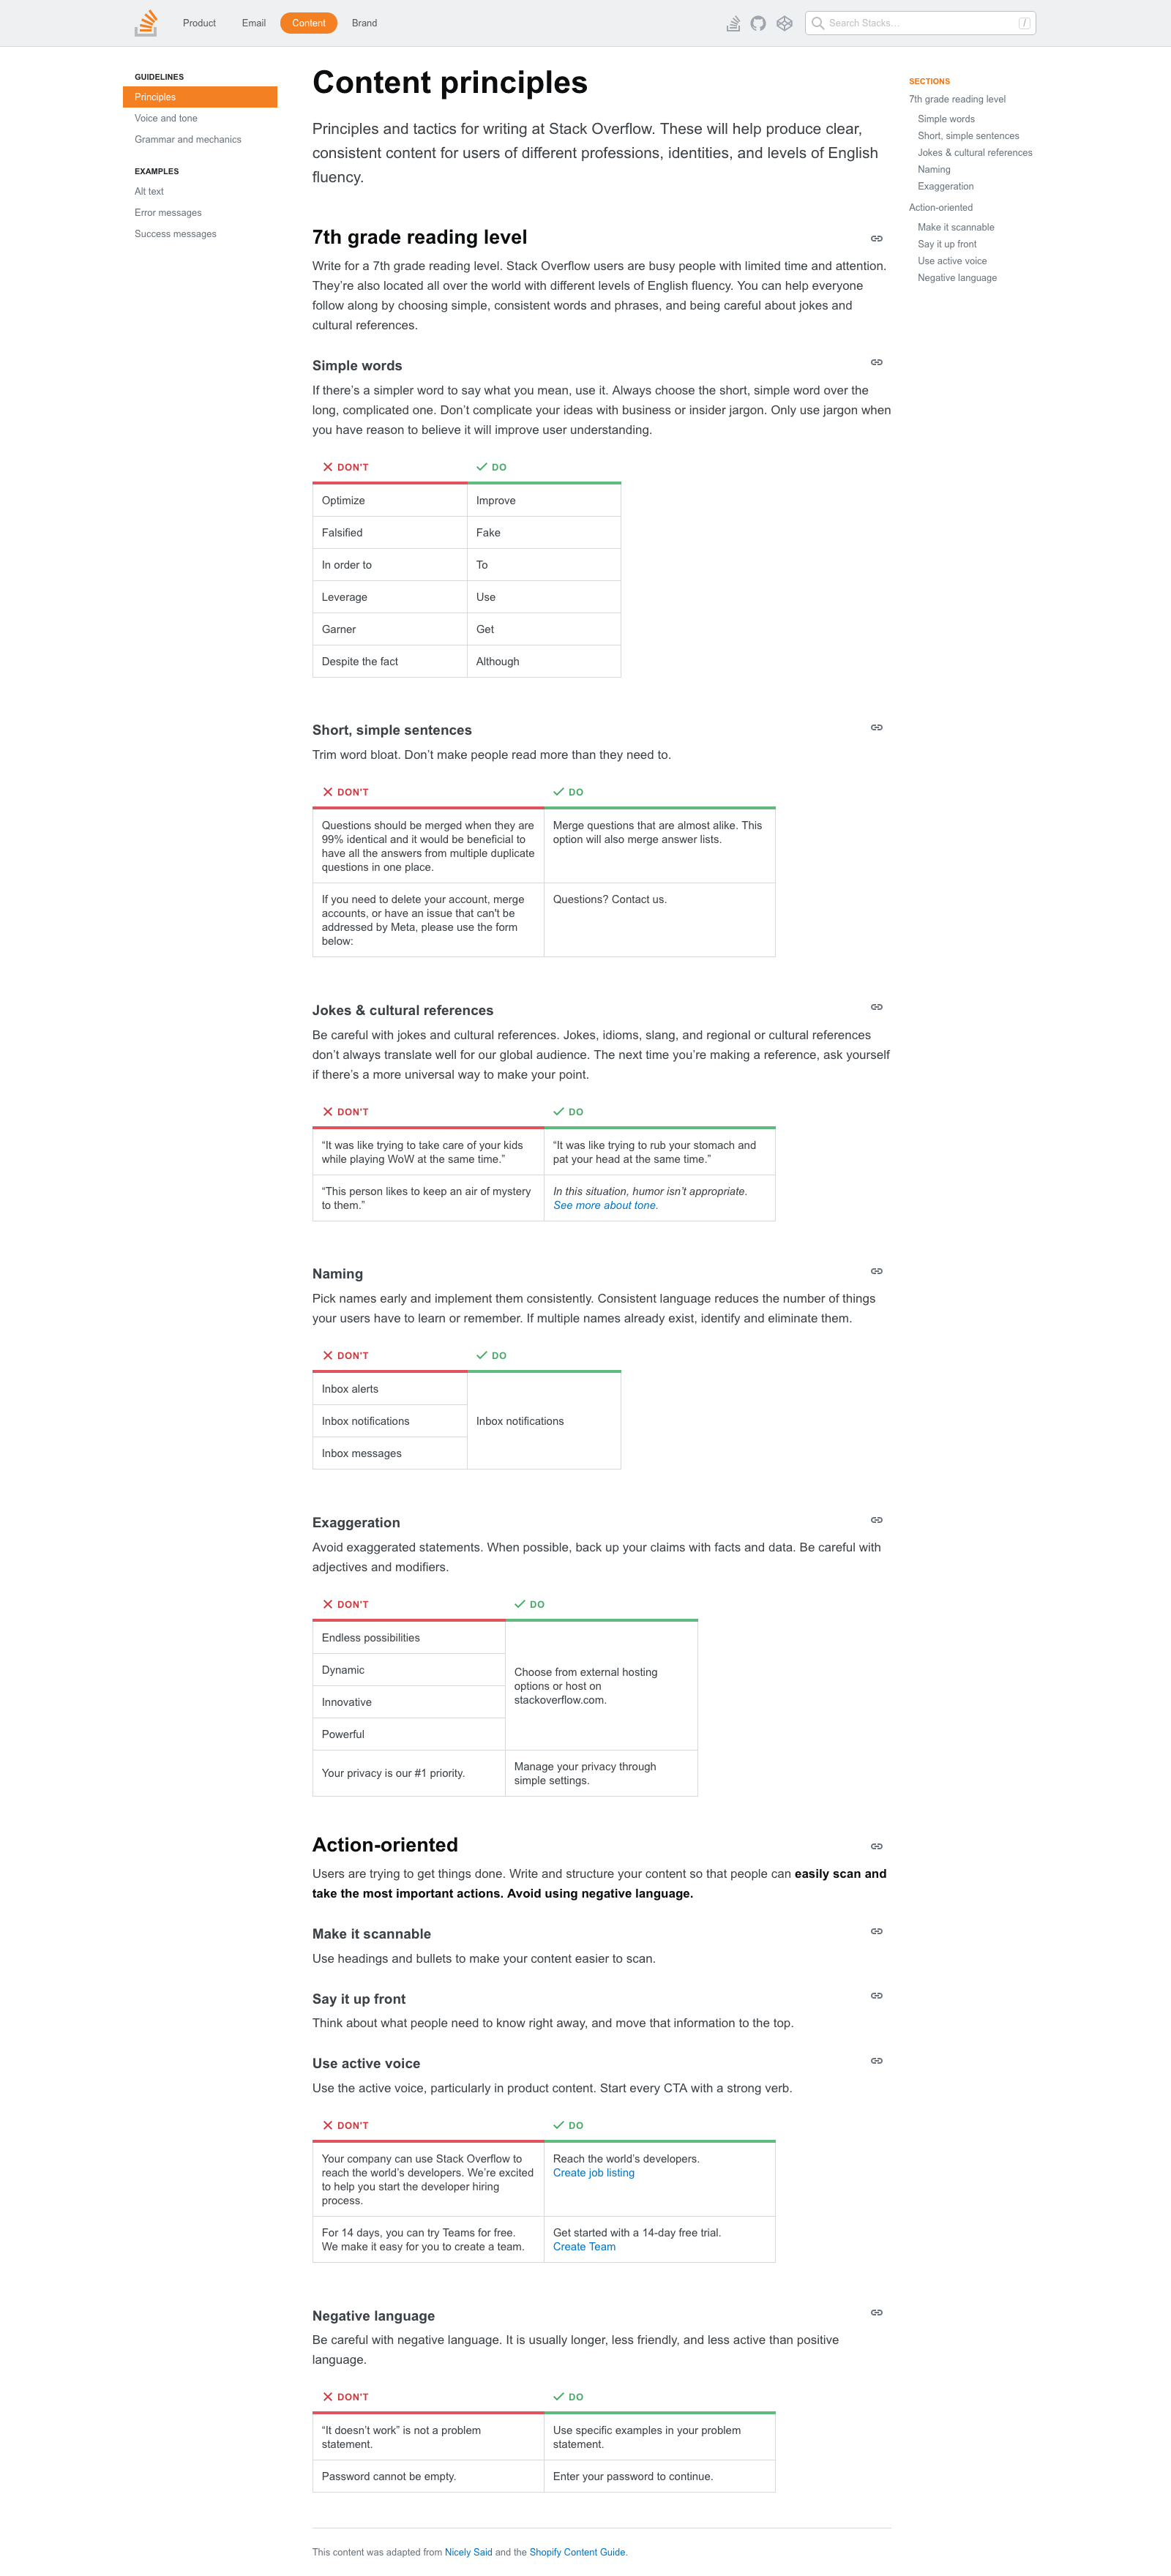 Product Email Content Brand Search Stacks… /
GUIDELINES
Principles
Voice and tone
Grammar and mechanics
EXAMPLES
Alt text
Error messages
Success messages
Content principles
Principles and tactics for writing at Stack Overflow. These will help produce clear,
consistent content for users of different professions, identities, and levels of English
fluency.
7th grade reading level
Write for a 7th grade reading level. Stack Overflow users are busy people with limited time and attention.
They’re also located all over the world with different levels of English fluency. You can help everyone
follow along by choosing simple, consistent words and phrases, and being careful about jokes and
cultural references.
Simple words
If there’s a simpler word to say what you mean, use it. Always choose the short, simple word over the
long, complicated one. Don’t complicate your ideas with business or insider jargon. Only use jargon when
you have reason to believe it will improve user understanding.
DON'T DO
Optimize Improve
Falsified Fake
In order to To
Leverage Use
Garner Get
Despite the fact Although
Short, simple sentences
Trim word bloat. Don’t make people read more than they need to.
DON'T DO
Questions should be merged when they are
99% identical and it would be beneficial to
have all the answers from multiple duplicate
questions in one place.
Merge questions that are almost alike. This
option will also merge answer lists.
If you need to delete your account, merge
accounts, or have an issue that can't be
addressed by Meta, please use the form
below:
Questions? Contact us.
Jokes & cultural references
Be careful with jokes and cultural references. Jokes, idioms, slang, and regional or cultural references
don’t always translate well for our global audience. The next time you’re making a reference, ask yourself
if there’s a more universal way to make your point.
DON'T DO
“It was like trying to take care of your kids
while playing WoW at the same time.”
“It was like trying to rub your stomach and
pat your head at the same time.”
“This person likes to keep an air of mystery
to them.”
In this situation, humor isn’t appropriate.
See more about tone.
Naming
Pick names early and implement them consistently. Consistent language reduces the number of things
your users have to learn or remember. If multiple names already exist, identify and eliminate them.
DON'T DO
Inbox alerts
Inbox notifications
Inbox messages
Inbox notifications
Exaggeration
Avoid exaggerated statements. When possible, back up your claims with facts and data. Be careful with
adjectives and modifiers.
DON'T DO
Endless possibilities
Dynamic
Innovative
Powerful
Choose from external hosting
options or host on
stackoverflow.com.
Your privacy is our #1 priority.
Manage your privacy through
simple settings.
Action-oriented
Users are trying to get things done. Write and structure your content so that people can easily scan and
take the most important actions. Avoid using negative language.
Make it scannable
Use headings and bullets to make your content easier to scan.
Say it up front
Think about what people need to know right away, and move that information to the top.
Use active voice
Use the active voice, particularly in product content. Start every CTA with a strong verb.
DON'T DO
Your company can use Stack Overflow to
reach the world’s developers. We’re excited
to help you start the developer hiring
process.
Reach the world’s developers.
Create job listing
For 14 days, you can try Teams for free.
We make it easy for you to create a team.
Get started with a 14-day free trial.
Create Team
Negative language
Be careful with negative language. It is usually longer, less friendly, and less active than positive
language.
DON'T DO
“It doesn’t work” is not a problem
statement.
Use specific examples in your problem
statement.
Password cannot be empty. Enter your password to continue.
This content was adapted from Nicely Said and the Shopify Content Guide.
SECTIONS
7th grade reading level
Simple words
Short, simple sentences
Jokes & cultural references
Naming
Exaggeration
Action-oriented
Make it scannable
Say it up front
Use active voice
Negative language